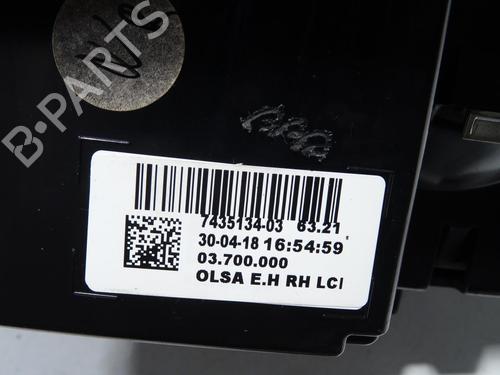 B-PARTS
7435134-03 63.21
30-04-18 16:54:59
03.700.000
OLSA E.H RH LCI